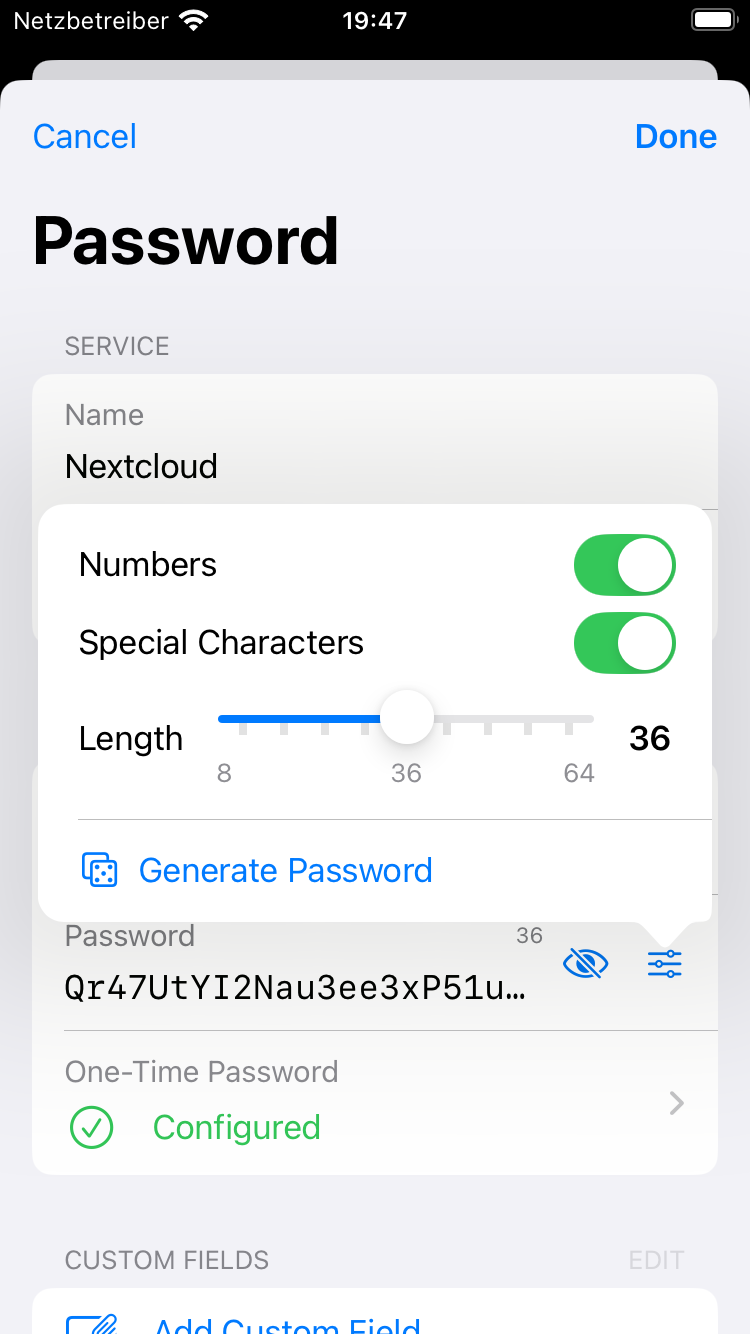 Netzbetreiber 19:47
Cancel Done
Password
SERVICE
Name
Nextcloud
Numbers
Special Characters
Length 36
8 36 64
Generate Password
Password 36
Qr47UtYI2Nau3ee3xP51u…
One-Time Password
Configured
CUSTOM FIELDS EDIT
Add Custom Field